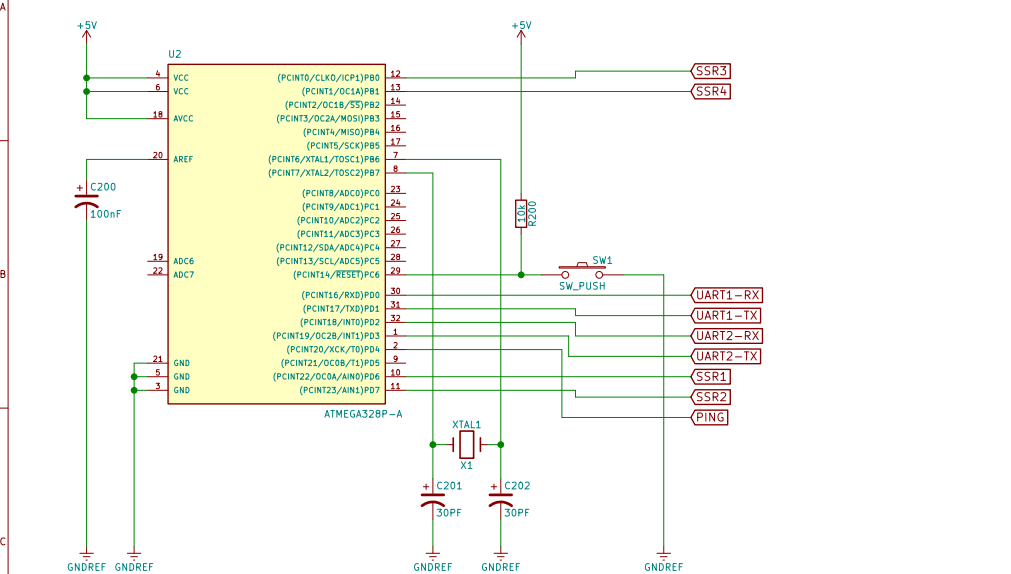 A
+5V
+5V
U2
4 VCC (PCINT0/CLKO/ICP1)PB0 12 SSR3
6 VCC (PCINT1/OC1A)PB1 13 SSR4
(PCINT2/OC1B/SS)PB2 14
18 AVCC (PCINT3/OC2A/MOSI)PB3 15
(PCINT4/MISO)PB4 16
(PCINT5/SCK)PB5 17
20 AREF (PCINT6/XTAL1/TOSC1)PB6 7
(PCINT7/XTAL2/TOSC2)PB7 8
+ C200
100nF
(PCINT8/ADC0)PC0 23
(PCINT9/ADC1)PC1 24
(PCINT10/ADC2)PC2 25
(PCINT11/ADC3)PC3 26
(PCINT12/SDA/ADC4)PC4 27
10k
R200
19 ADC6 (PCINT13/SCL/ADC5)PC5 28
SW1
B
22 ADC7 (PCINT14/RESET)PC6 29
SW_PUSH
(PCINT16/RXD)PD0 30 UART1-RX
(PCINT17/TXD)PD1 31 UART1-TX
(PCINT18/INT0)PD2 32 UART2-RX
(PCINT19/OC2B/INT1)PD3 1 UART2-TX
(PCINT20/XCK/T0)PD4 2
21 GND (PCINT21/OC0B/T1)PD5 9
5 GND (PCINT22/OC0A/AIN0)PD6 10 SSR1
3 GND (PCINT23/AIN1)PD7 11 SSR2
ATMEGA328P-A
PING
XTAL1
X1
+ C201
30PF
+ C202
30PF
C
GNDREF GNDREF GNDREF GNDREF GNDREF